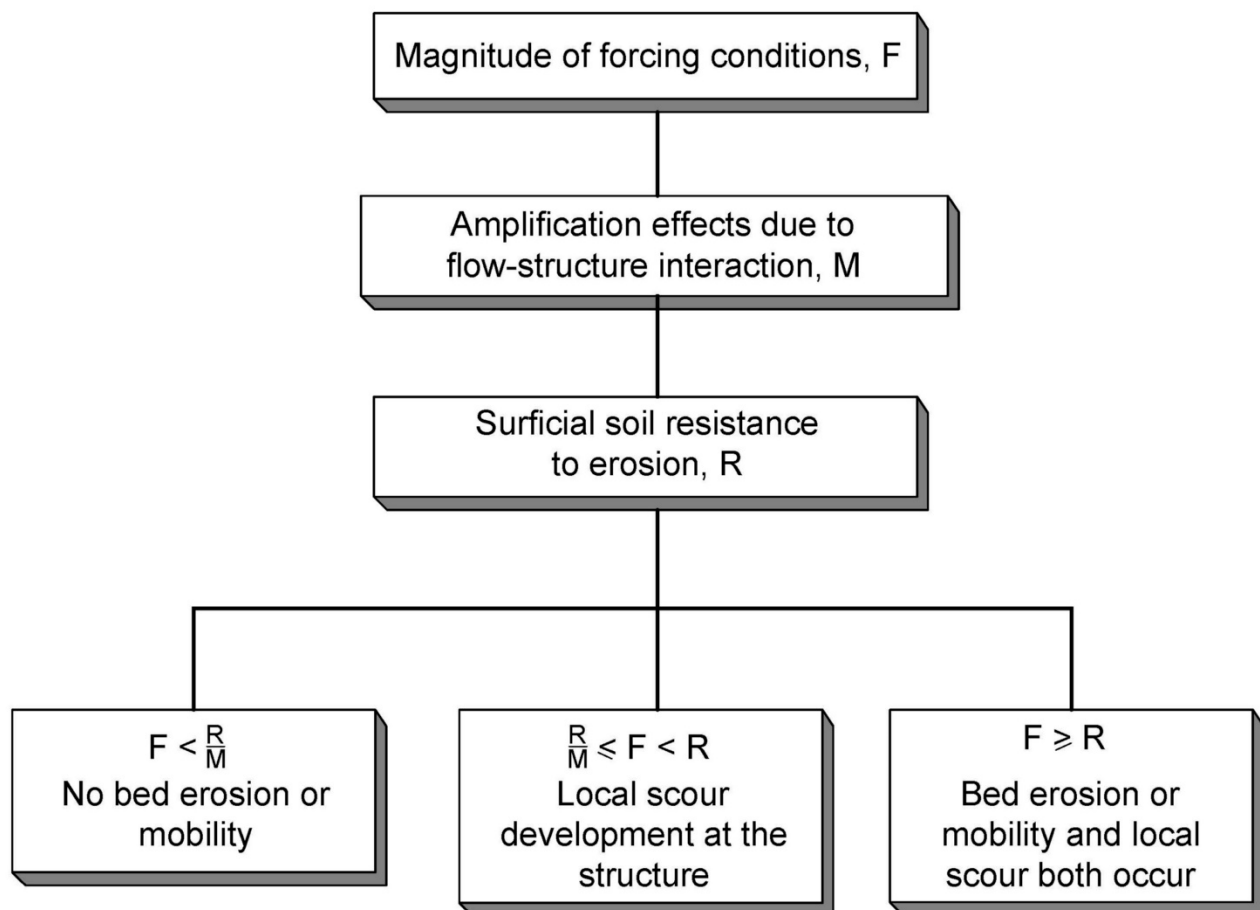 Magnitude of forcing conditions, F
Amplification effects due to
flow-structure interaction, M
Surficial soil resistance
to erosion, R
F < R/M
No bed erosion or
mobility
R/M ⩽ F < R
Local scour
development at the
structure
F ⩾ R
Bed erosion or
mobility and local
scour both occur